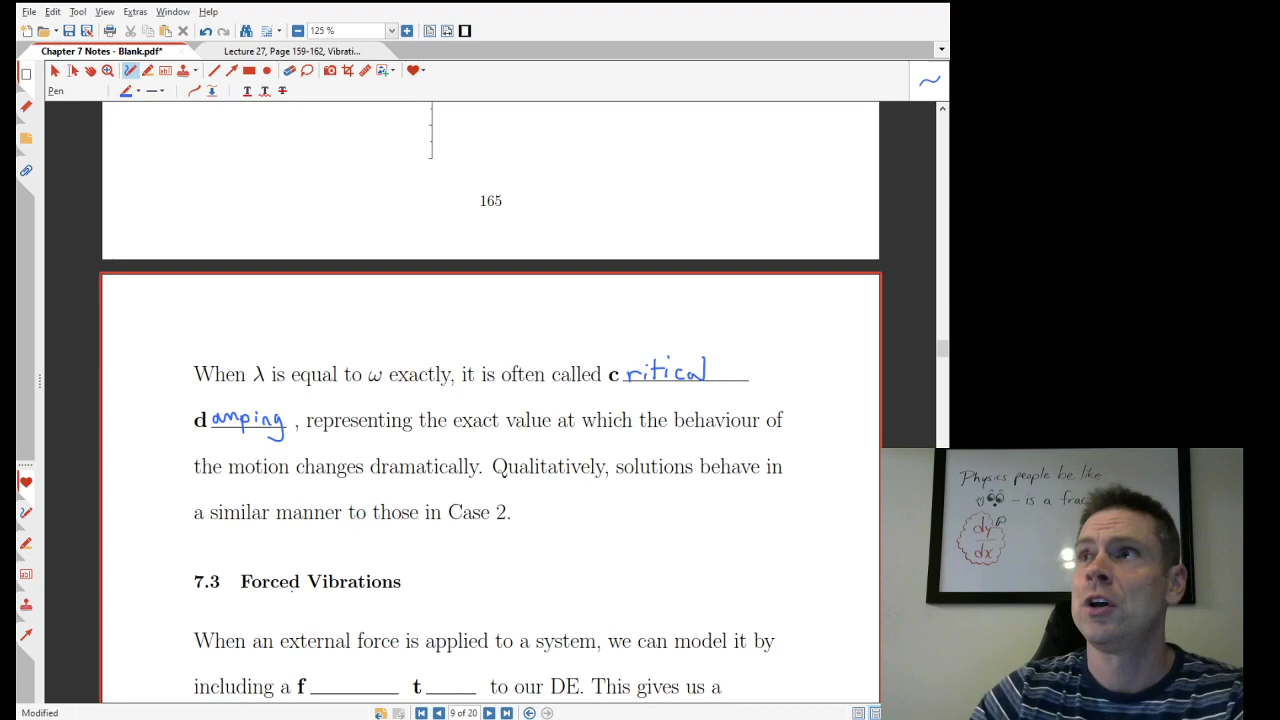 File Edit Tool View Extras Window Help
125 %
Chapter 7 Notes - Blank.pdf*
Lecture 27, Page 159-162, Vibrati...
Pen
165
When λ is equal to ω exactly, it is often called critical
damping, representing the exact value at which the behaviour of
the motion changes dramatically. Qualitatively, solutions behave in
a similar manner to those in Case 2.
7.3 Forced Vibrations
When an external force is applied to a system, we can model it by
including a f________ t_____ to our DE. This gives us a
Physics people be like
– is a frac
dy
dx
Modified
9 of 20